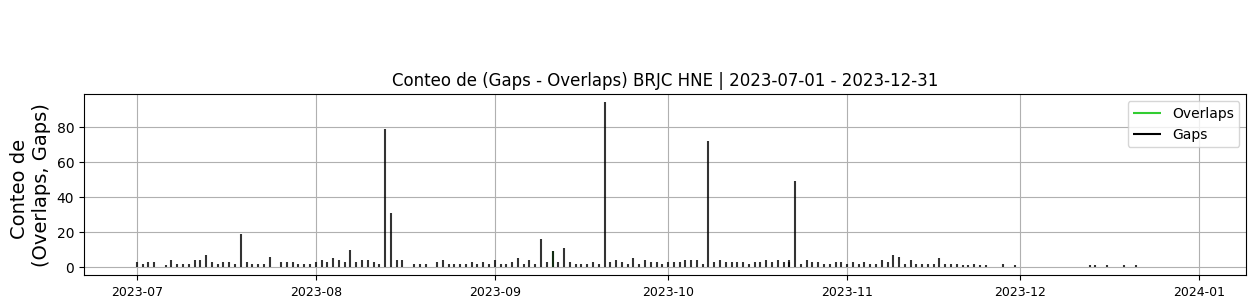 Conteo de (Gaps - Overlaps) BRJC HNE | 2023-07-01 - 2023-12-31
Conteo de
(Overlaps, Gaps)
80
60
40
20
0
Overlaps
Gaps
2023-07
2023-08
2023-09
2023-10
2023-11
2023-12
2024-01